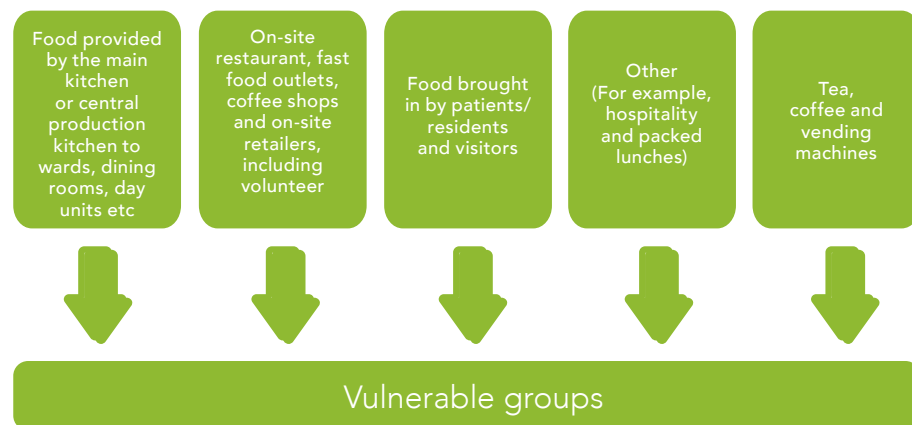 Food provided
by the main
kitchen
or central
production
kitchen to
wards, dining
rooms, day
units etc
On-site
restaurant, fast
food outlets,
coffee shops
and on-site
retailers,
including
volunteer
Food brought
in by patients/
residents
and visitors
Other
(For example,
hospitality
and packed
lunches)
Tea,
coffee and
vending
machines
Vulnerable groups